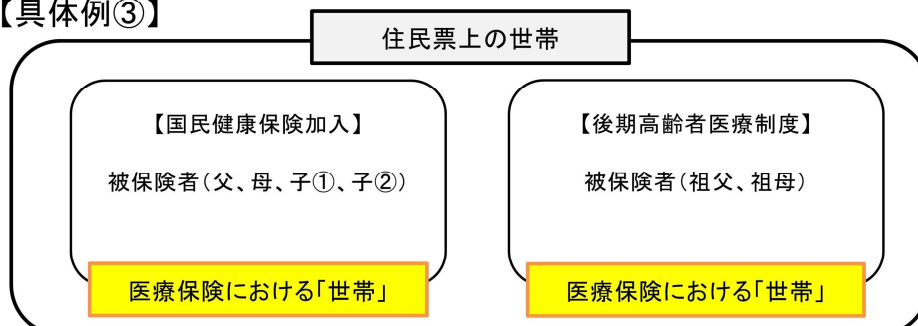 【具体例③】
住民票上の世帯
【国民健康保険加入】
被保険者(父、母、子①、子②)
医療保険における「世帯」
【後期高齢者医療制度】
被保険者(祖父、祖母)
医療保険における「世帯」